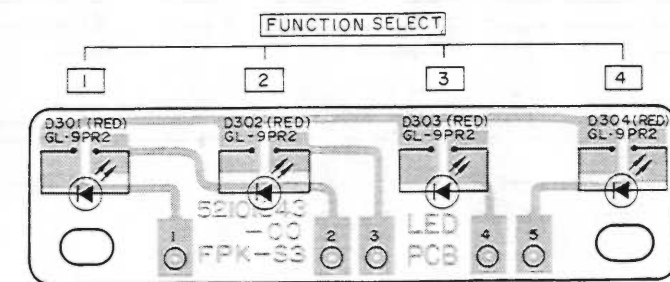 FUNCTION SELECT
1 2 3 4
D301 (RED) D302 (RED) D303 (RED) D304 (RED)
GL-9PR2 GL-9PR2 GL-9PR2 GL-9PR2
-00
FPK-S3
LED
PCB
1 2 3 4 5